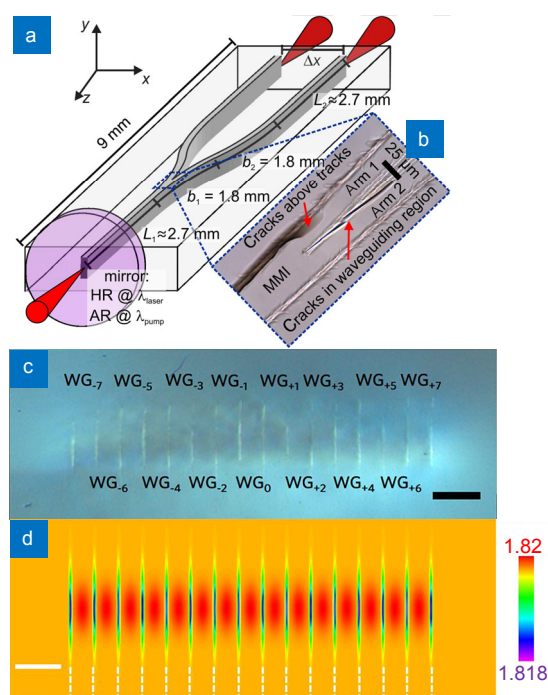 a
y
x
z
Δx
9 mm
L₂≈2.7 mm
b₂ = 1.8 mm
b₁ = 1.8 mm
L₁≈2.7 mm
mirror:
HR @ λlaser
AR @ λpump
b
25 μm
Arm 1
Arm 2
Cracks above tracks
MMI
Cracks in waveguiding region
c
WG₋₇ WG₋₅ WG₋₃ WG₋₁ WG₊₁ WG₊₃ WG₊₅ WG₊₇
WG₋₆ WG₋₄ WG₋₂ WG₀ WG₊₂ WG₊₄ WG₊₆
d
1.82
1.818